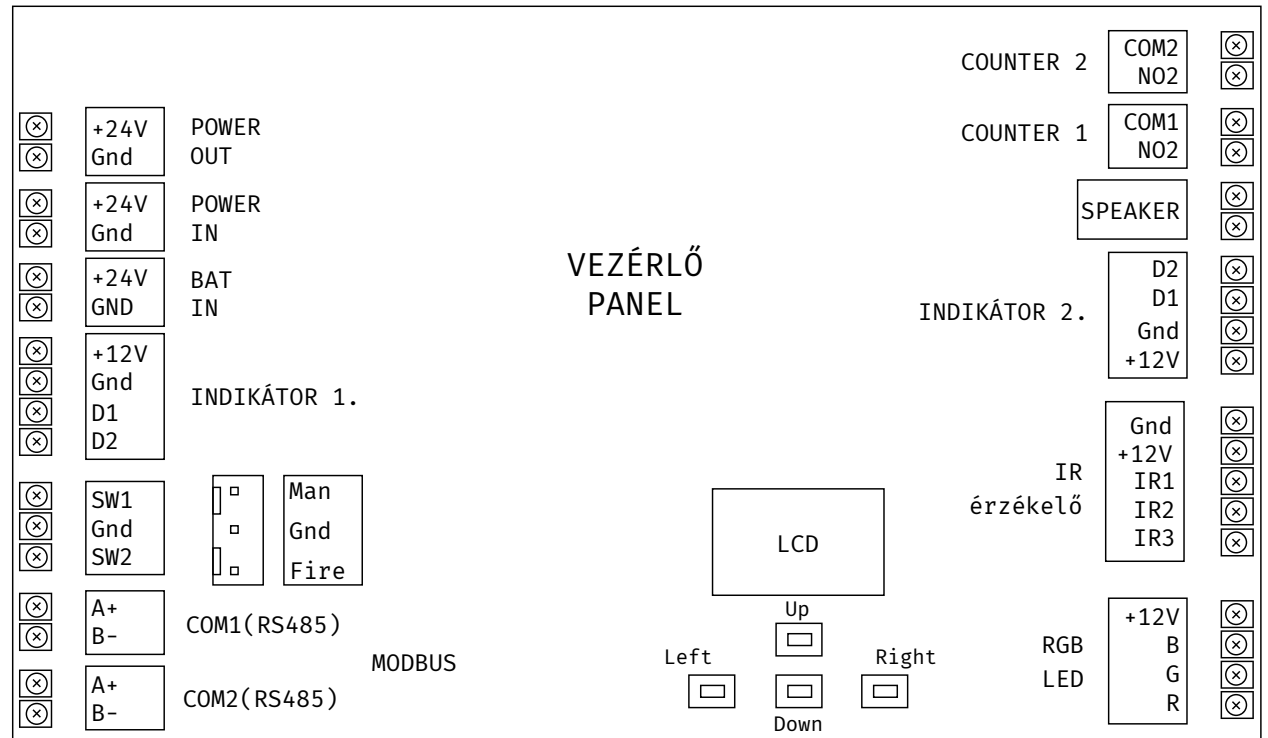 COUNTER 2
COM2
NO2
COUNTER 1
COM1
NO2
SPEAKER
+24V
Gnd
POWER
OUT
+24V
Gnd
POWER
IN
+24V
GND
BAT
IN
+12V
Gnd
D1
D2
INDIKÁTOR 1.
SW1
Gnd
SW2
Man
Gnd
Fire
A+
B-
COM1(RS485)
MODBUS
A+
B-
COM2(RS485)
VEZÉRLŐ
PANEL
INDIKÁTOR 2.
D2
D1
Gnd
+12V
IR
érzékelő
Gnd
+12V
IR1
IR2
IR3
LCD
Up
Left
Right
Down
RGB
LED
+12V
B
G
R